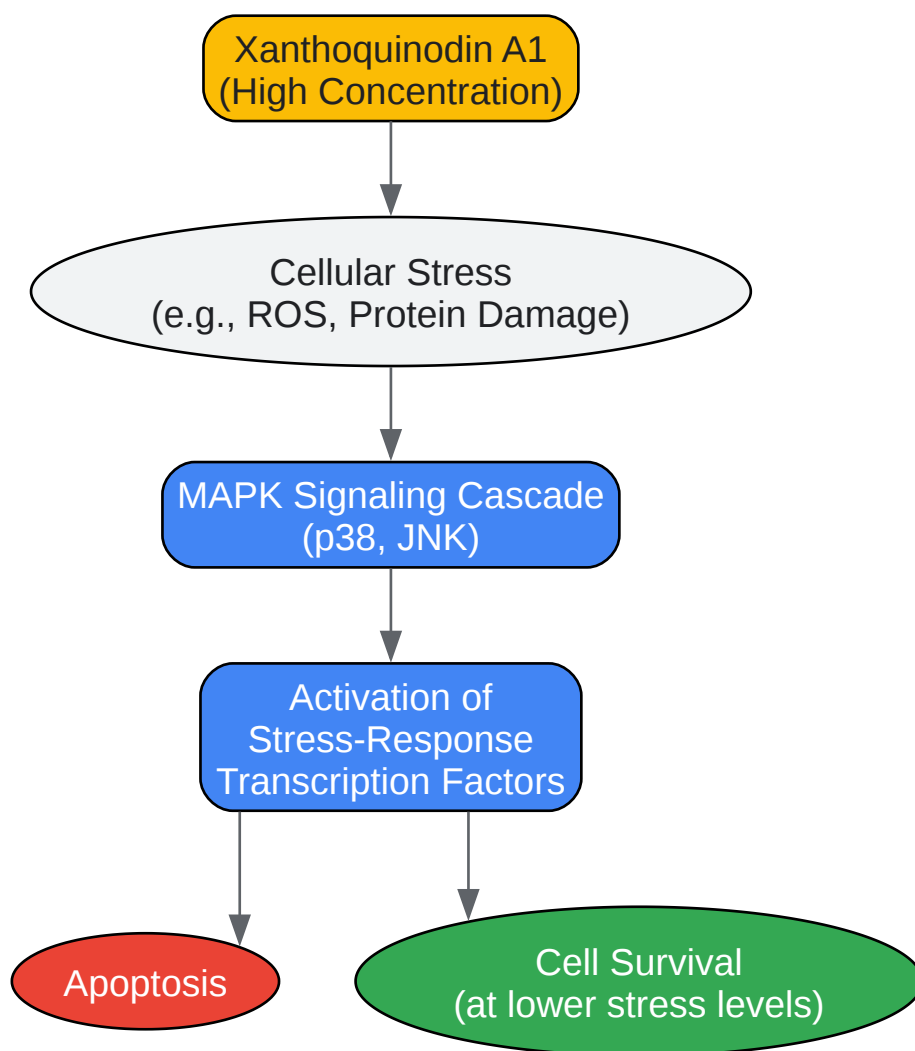 Xanthoquinodin A1
(High Concentration)
Cellular Stress
(e.g., ROS, Protein Damage)
MAPK Signaling Cascade
(p38, JNK)
Activation of
Stress-Response
Transcription Factors
Apoptosis
Cell Survival
(at lower stress levels)